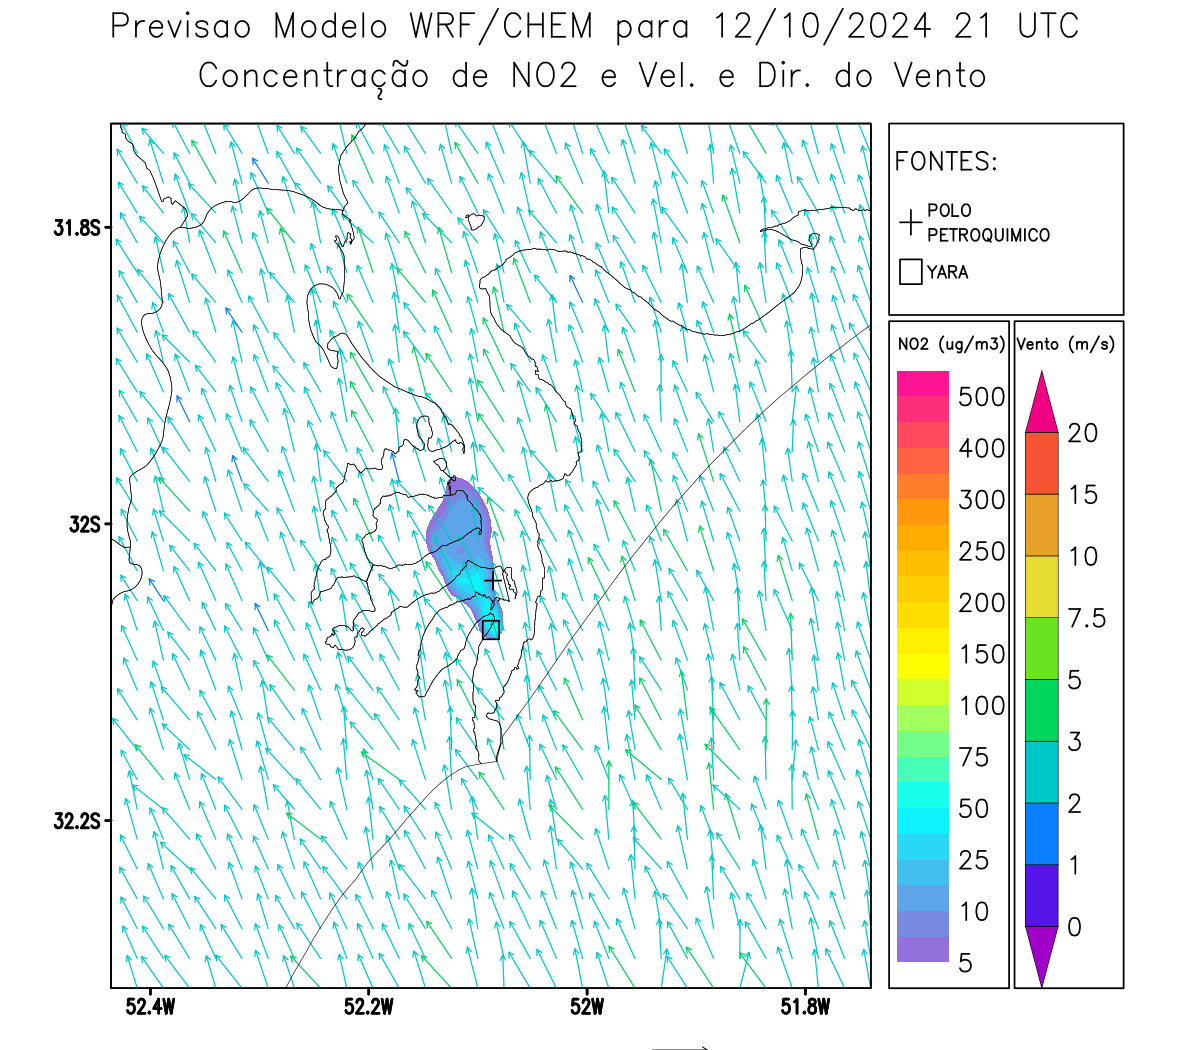 Previsao Modelo WRF/CHEM para 12/10/2024 21 UTC
Concentração de NO2 e Vel. e Dir. do Vento
FONTES:
POLO
PETROQUIMICO
YARA
31.8S
32S
32.2S
52.4W
52.2W
52W
51.8W
NO2 (ug/m3)
500
400
300
250
200
150
100
75
50
25
10
5
Vento (m/s)
20
15
10
7.5
5
3
2
1
0